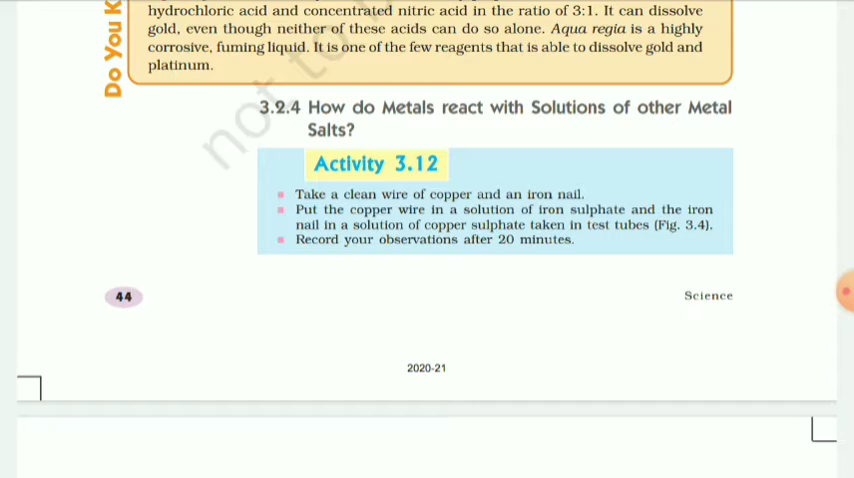 hydrochloric acid and concentrated nitric acid in the ratio of 3:1. It can dissolve
gold, even though neither of these acids can do so alone. Aqua regia is a highly
corrosive, fuming liquid. It is one of the few reagents that is able to dissolve gold and
platinum.
Do You K
not to
3.2.4 How do Metals react with Solutions of other Metal
Salts?
Activity 3.12
Take a clean wire of copper and an iron nail.
Put the copper wire in a solution of iron sulphate and the iron
nail in a solution of copper sulphate taken in test tubes (Fig. 3.4).
Record your observations after 20 minutes.
44
Science
2020-21